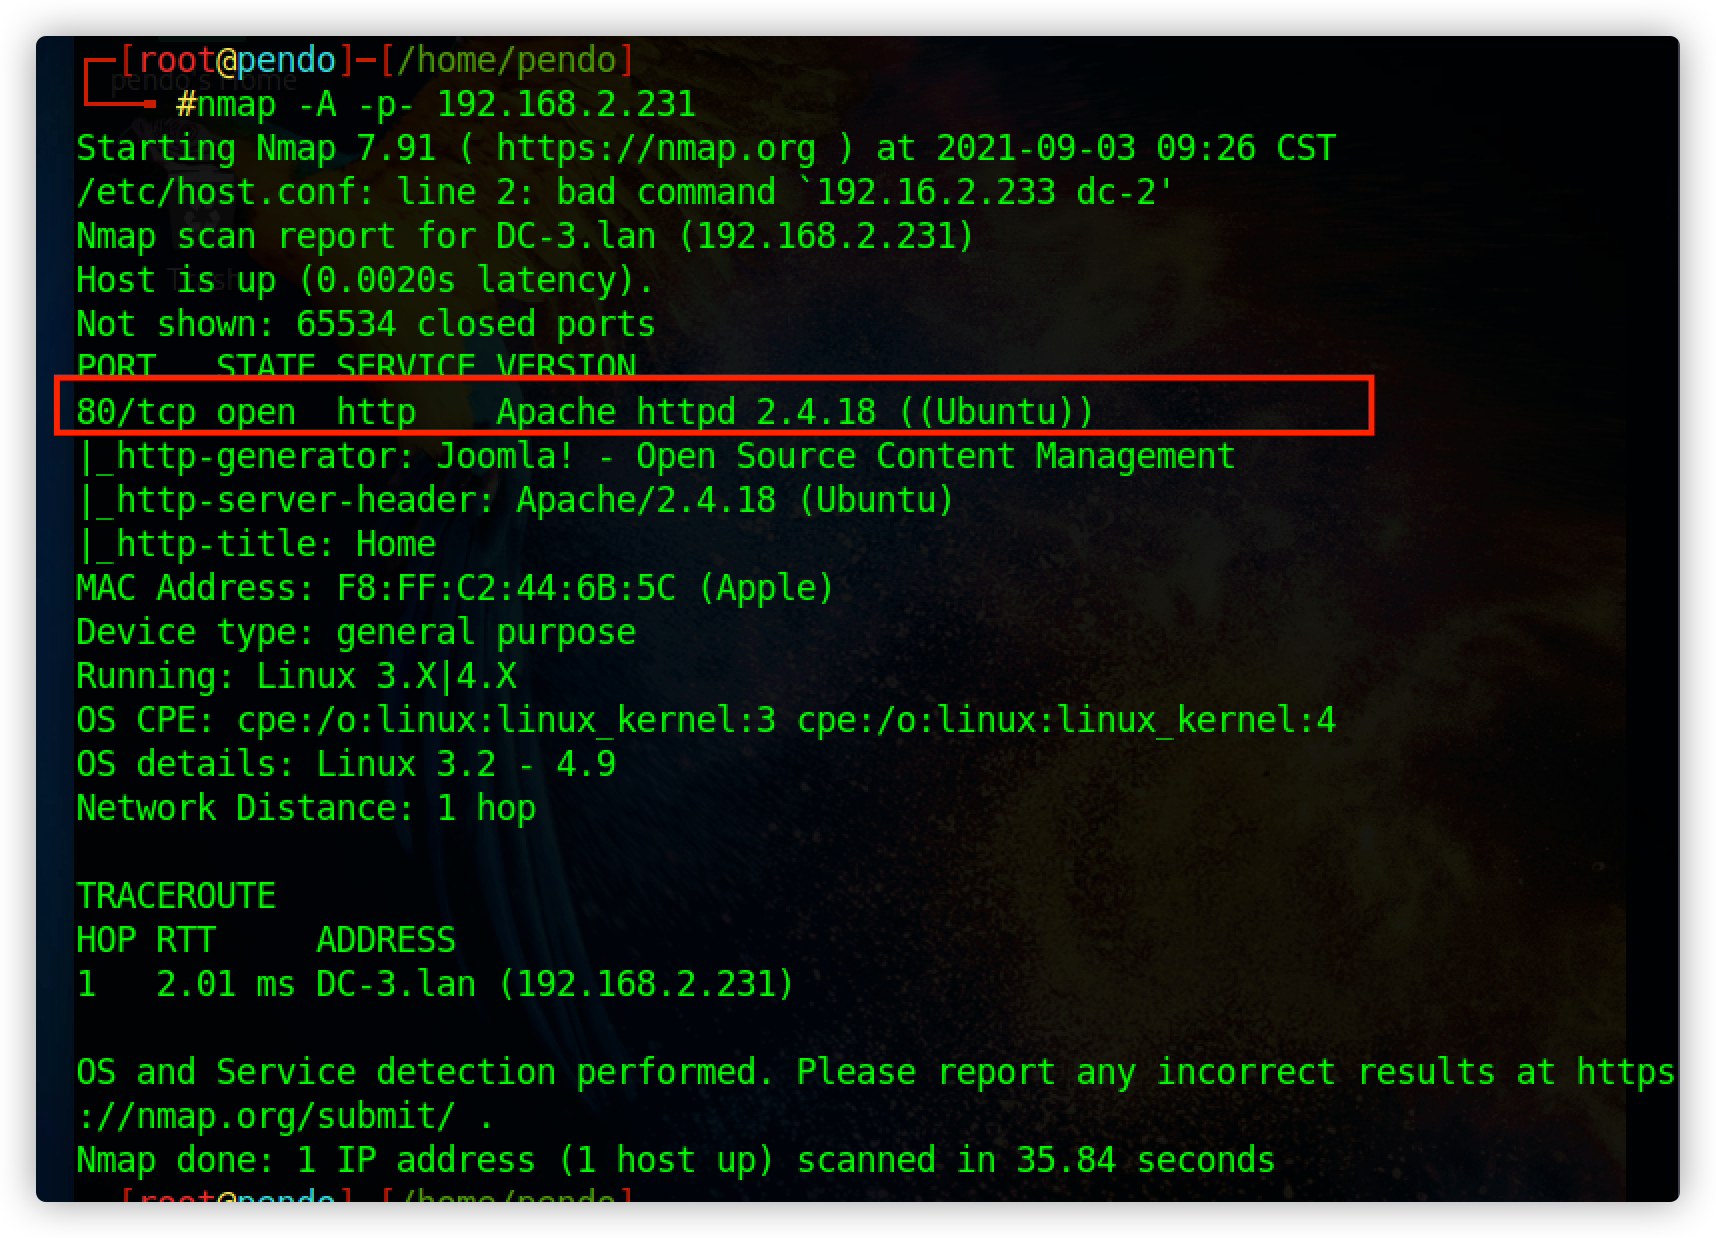 [root@pendo]─[/home/pendo]
pendo's Home
#nmap -A -p- 192.168.2.231
Starting Nmap 7.91 ( https://nmap.org ) at 2021-09-03 09:26 CST
/etc/host.conf: line 2: bad command `192.16.2.233 dc-2'
Nmap scan report for DC-3.lan (192.168.2.231)
Host is up (0.0020s latency).
Not shown: 65534 closed ports
PORT   STATE SERVICE VERSION
80/tcp open  http    Apache httpd 2.4.18 ((Ubuntu))
|_http-generator: Joomla! - Open Source Content Management
|_http-server-header: Apache/2.4.18 (Ubuntu)
|_http-title: Home
MAC Address: F8:FF:C2:44:6B:5C (Apple)
Device type: general purpose
Running: Linux 3.X|4.X
OS CPE: cpe:/o:linux:linux_kernel:3 cpe:/o:linux:linux_kernel:4
OS details: Linux 3.2 - 4.9
Network Distance: 1 hop
TRACEROUTE
HOP RTT     ADDRESS
1   2.01 ms DC-3.lan (192.168.2.231)
OS and Service detection performed. Please report any incorrect results at https
://nmap.org/submit/ .
Nmap done: 1 IP address (1 host up) scanned in 35.84 seconds
[root@pendo]─[/home/pendo]